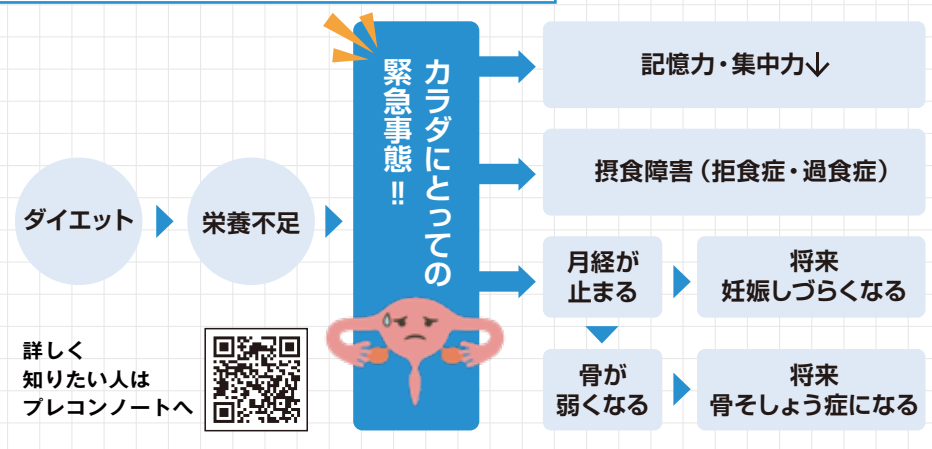 ダイエット
栄養不足
カラダにとっての
緊急事態!!
記憶力・集中力↓
摂食障害（拒食症・過食症）
月経が
止まる
将来
妊娠しづらくなる
骨が
弱くなる
将来
骨そしょう症になる
詳しく
知りたい人は
プレコンノートへ